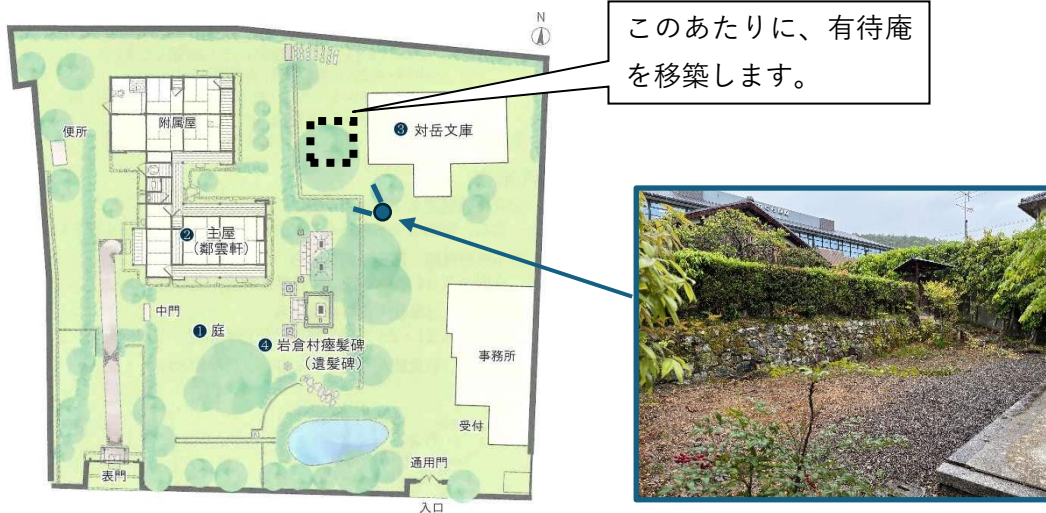 このあたりに、有待庵
を移築します。
N
附属屋
便所
❸ 対岳文庫
❷ 主屋
（鄰雲軒）
中門
❶ 庭
❹ 岩倉村瘞髪碑
（遺髪碑）
事務所
受付
表門
通用門
入口